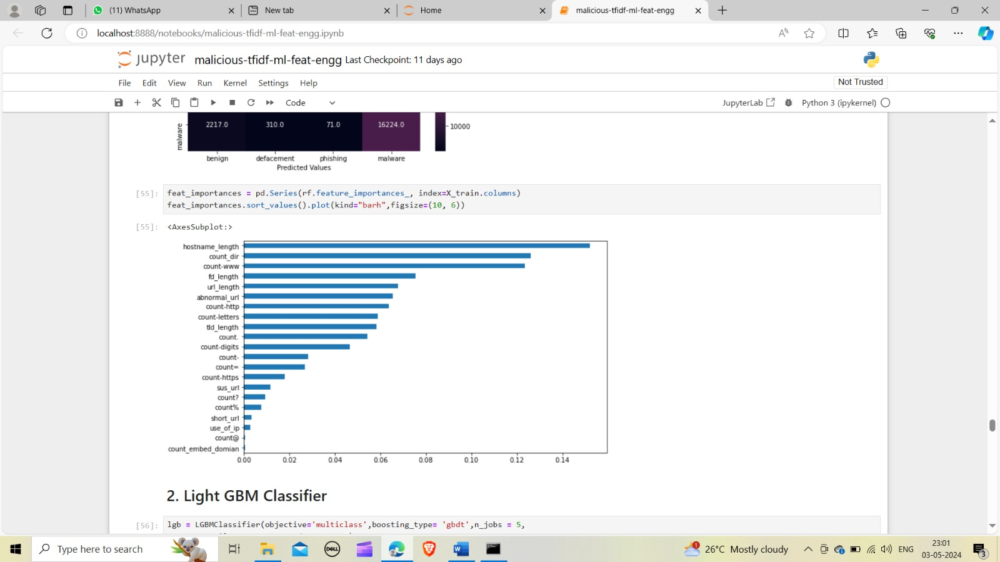 (11) WhatsApp
New tab
Home
malicious-tfidf-ml-feat-engg
localhost:8888/notebooks/malicious-tfidf-ml-feat-engg.ipynb
jupyter malicious-tfidf-ml-feat-engg Last Checkpoint: 11 days ago
File Edit View Run Kernel Settings Help
Not Trusted
Code
JupyterLab
Python 3 (ipykernel)
malware
2217.0 310.0 71.0 16224.0
10000
benign defacement phishing malware
Predicted Values
[55]: feat_importances = pd.Series(rf.feature_importances_, index=X_train.columns)
feat_importances.sort_values().plot(kind="barh",figsize=(10, 6))
[55]: <AxesSubplot:>
hostname_length
count_dir
count-www
fd_length
url_length
abnormal_url
count-http
count-letters
tld_length
count.
count-digits
count-
count=
count-https
sus_url
count?
count%
short_url
use_of_ip
count@
count_embed_domian
0.00 0.02 0.04 0.06 0.08 0.10 0.12 0.14
2. Light GBM Classifier
[56]: lgb = LGBMClassifier(objective='multiclass',boosting_type= 'gbdt',n_jobs = 5,
Type here to search
DELL
W
1
26°C Mostly cloudy
ENG
23:01
03-05-2024
3